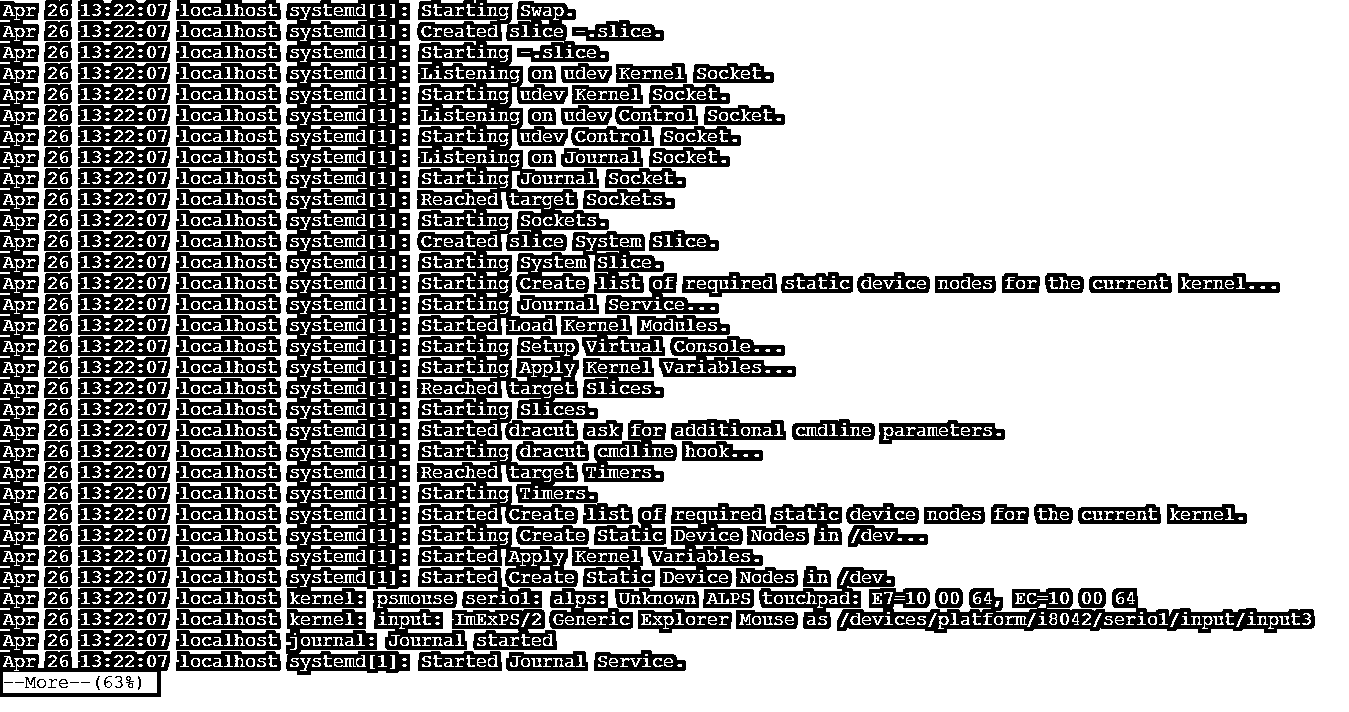 Apr 26 13:22:07 localhost systemd[1]: Starting Swap.
Apr 26 13:22:07 localhost systemd[1]: Created slice -.slice.
Apr 26 13:22:07 localhost systemd[1]: Starting -.slice.
Apr 26 13:22:07 localhost systemd[1]: Listening on udev Kernel Socket.
Apr 26 13:22:07 localhost systemd[1]: Starting udev Kernel Socket.
Apr 26 13:22:07 localhost systemd[1]: Listening on udev Control Socket.
Apr 26 13:22:07 localhost systemd[1]: Starting udev Control Socket.
Apr 26 13:22:07 localhost systemd[1]: Listening on Journal Socket.
Apr 26 13:22:07 localhost systemd[1]: Starting Journal Socket.
Apr 26 13:22:07 localhost systemd[1]: Reached target Sockets.
Apr 26 13:22:07 localhost systemd[1]: Starting Sockets.
Apr 26 13:22:07 localhost systemd[1]: Created slice System Slice.
Apr 26 13:22:07 localhost systemd[1]: Starting System Slice.
Apr 26 13:22:07 localhost systemd[1]: Starting Create list of required static device nodes for the current kernel...
Apr 26 13:22:07 localhost systemd[1]: Starting Journal Service...
Apr 26 13:22:07 localhost systemd[1]: Started Load Kernel Modules.
Apr 26 13:22:07 localhost systemd[1]: Starting Setup Virtual Console...
Apr 26 13:22:07 localhost systemd[1]: Starting Apply Kernel Variables...
Apr 26 13:22:07 localhost systemd[1]: Reached target Slices.
Apr 26 13:22:07 localhost systemd[1]: Starting Slices.
Apr 26 13:22:07 localhost systemd[1]: Started dracut ask for additional cmdline parameters.
Apr 26 13:22:07 localhost systemd[1]: Starting dracut cmdline hook...
Apr 26 13:22:07 localhost systemd[1]: Reached target Timers.
Apr 26 13:22:07 localhost systemd[1]: Starting Timers.
Apr 26 13:22:07 localhost systemd[1]: Started Create list of required static device nodes for the current kernel.
Apr 26 13:22:07 localhost systemd[1]: Starting Create Static Device Nodes in /dev...
Apr 26 13:22:07 localhost systemd[1]: Started Apply Kernel Variables.
Apr 26 13:22:07 localhost systemd[1]: Started Create Static Device Nodes in /dev.
Apr 26 13:22:07 localhost kernel: psmouse serio1: alps: Unknown ALPS touchpad: E7=10 00 64, EC=10 00 64
Apr 26 13:22:07 localhost kernel: input: ImExPS/2 Generic Explorer Mouse as /devices/platform/i8042/serio1/input/input3
Apr 26 13:22:07 localhost journal: Journal started
Apr 26 13:22:07 localhost systemd[1]: Started Journal Service.
--More--(63%)